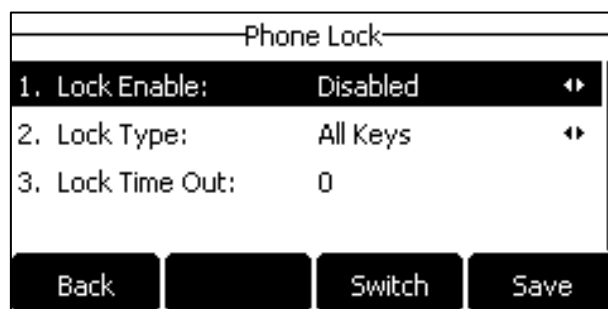 Phone Lock
1. Lock Enable: Disabled
2. Lock Type: All Keys
3. Lock Time Out: 0
Back Switch Save